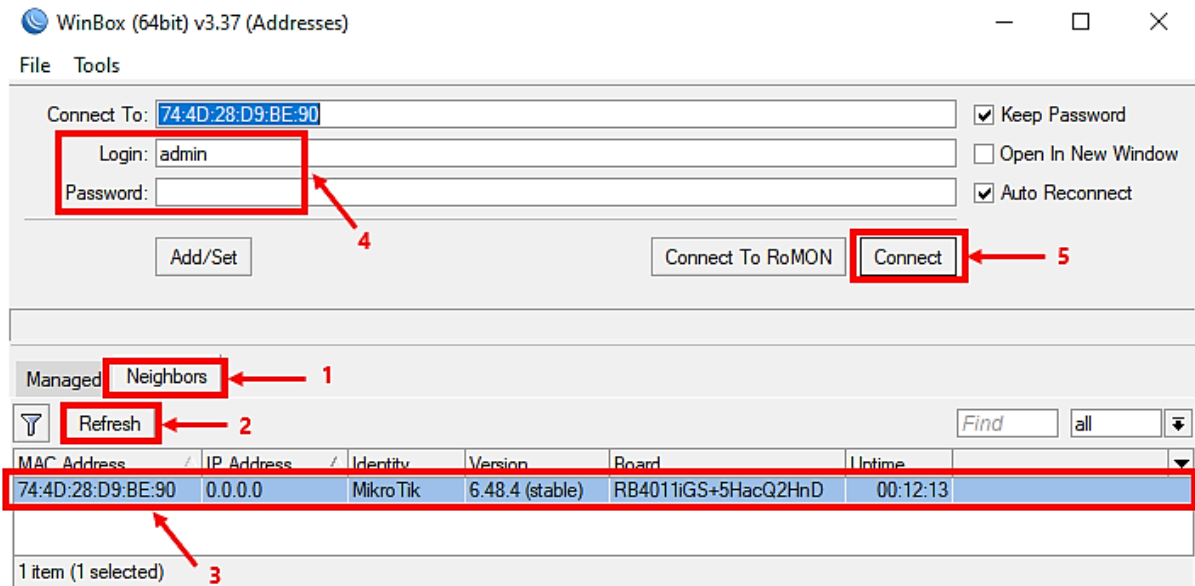 WinBox (64bit) v3.37 (Addresses)
File Tools
Connect To: 74:4D:28:D9:BE:90 Keep Password
Login: admin Open In New Window
Password: Auto Reconnect
4
Add/Set Connect To RoMON Connect 5
Managed Neighbors 1
Refresh 2 Find all
MAC Address IP Address Identity Version Board Uptime
74:4D:28:D9:BE:90 0.0.0.0 MikroTik 6.48.4 (stable) RB4011iGS+5HacQ2HnD 00:12:13
1 item (1 selected) 3